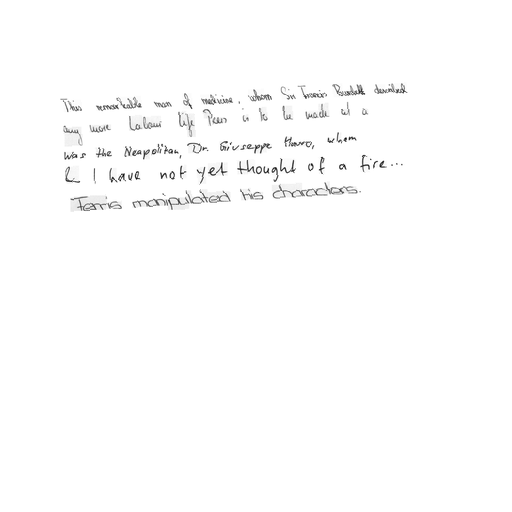 This remarkable man of medicine, whom Sir Francis Burdett described
any more Labour Life Peers is to be made at a
was the Neapolitan, Dr. Giuseppe Moro, whom
I have not yet thought of a fire...
Ferris manipulated his characters.